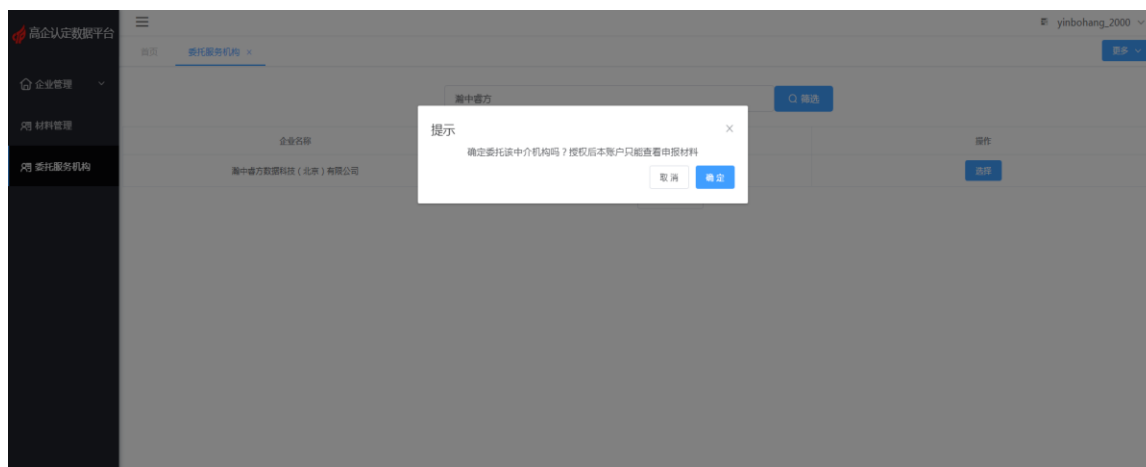 高企认定数据平台
yinbohang_2000
首页
委托服务机构 ×
更多
企业管理
瀚中睿方
筛选
材料管理
提示
企业名称
操作
确定委托该中介机构吗？授权后本账户只能查看申报材料
委托服务机构
瀚中睿方数据科技（北京）有限公司
取消
确定
选择